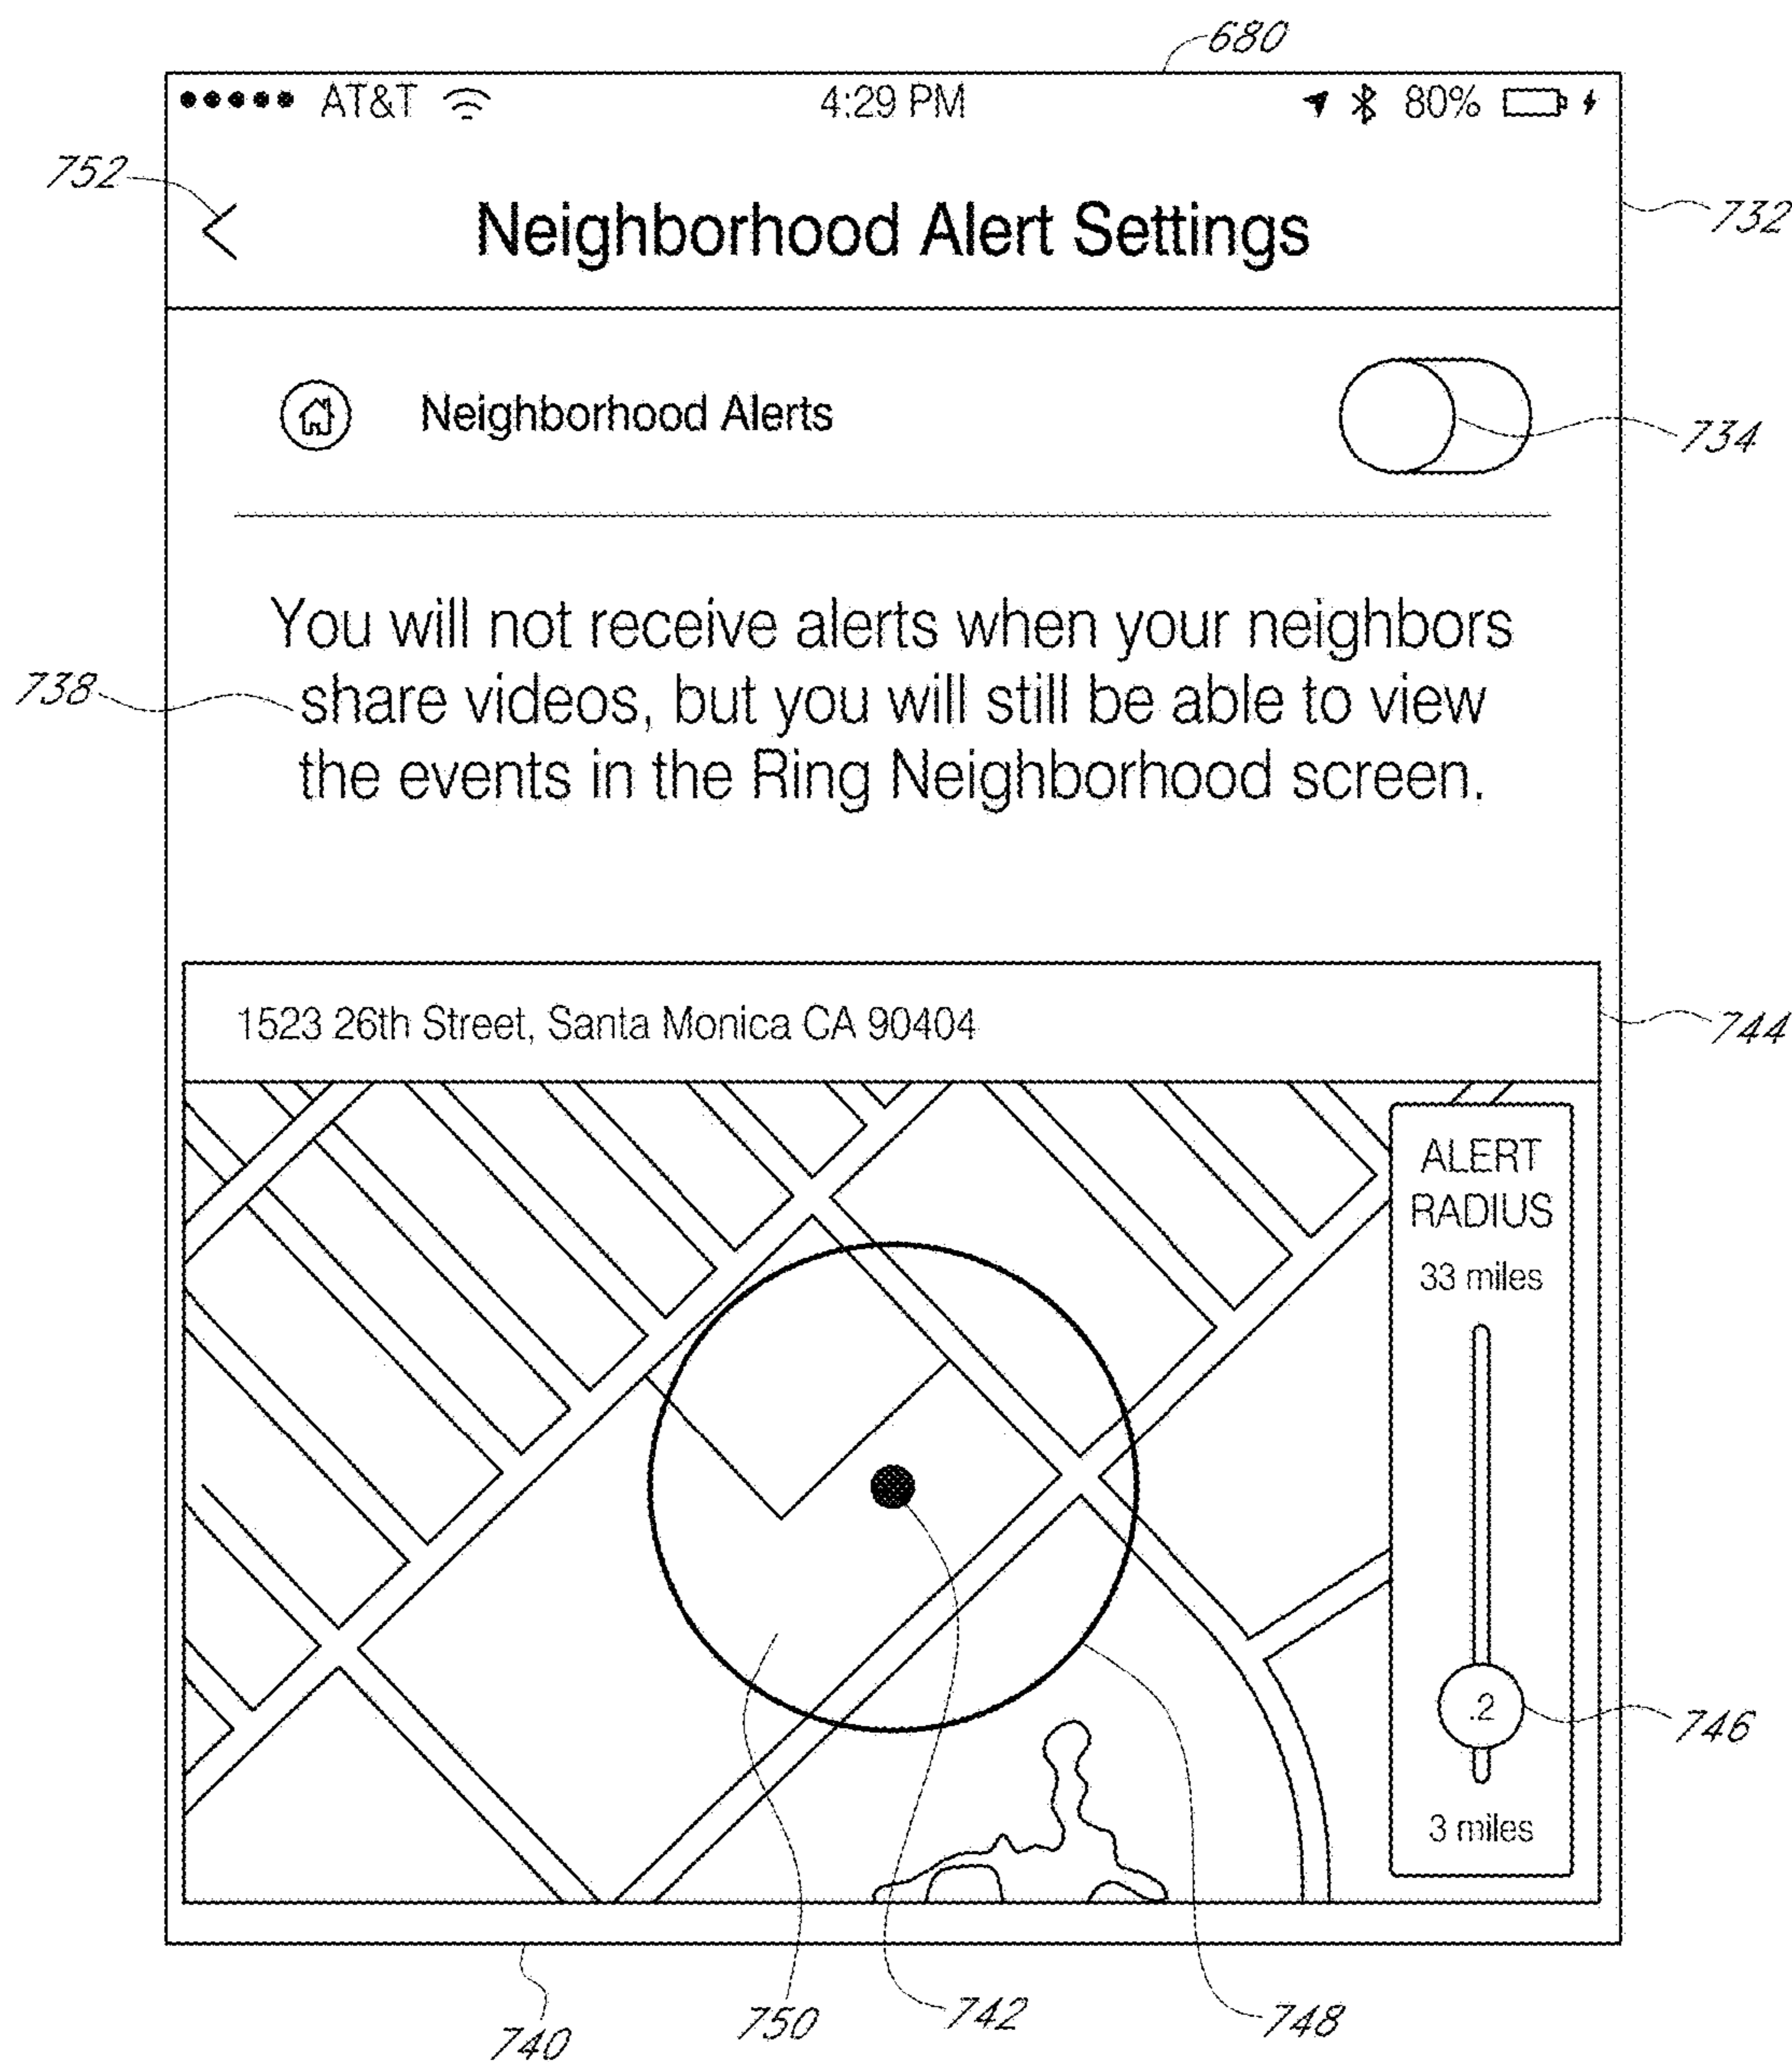 680
AT&T 4:29 PM 80%
752
Neighborhood Alert Settings
732
Neighborhood Alerts
734
You will not receive alerts when your neighbors
738
share videos, but you will still be able to view
the events in the Ring Neighborhood screen.
1523 26th Street, Santa Monica CA 90404
744
ALERT
RADIUS
33 miles
.2
746
3 miles
740
750
742
748